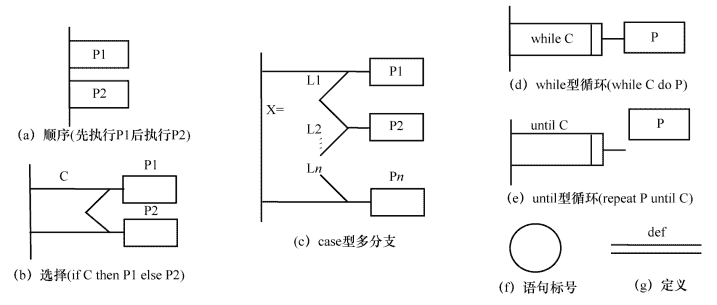 P1
P2
(a) 顺序(先执行P1后执行P2)
C
P1
P2
(b) 选择(if C then P1 else P2)
X=
L1
P1
L2
P2
Ln
Pn
(c) case型多分支
while C
P
(d) while型循环(while C do P)
until C
P
(e) until型循环(repeat P until C)
def
(f) 语句标号
(g) 定义